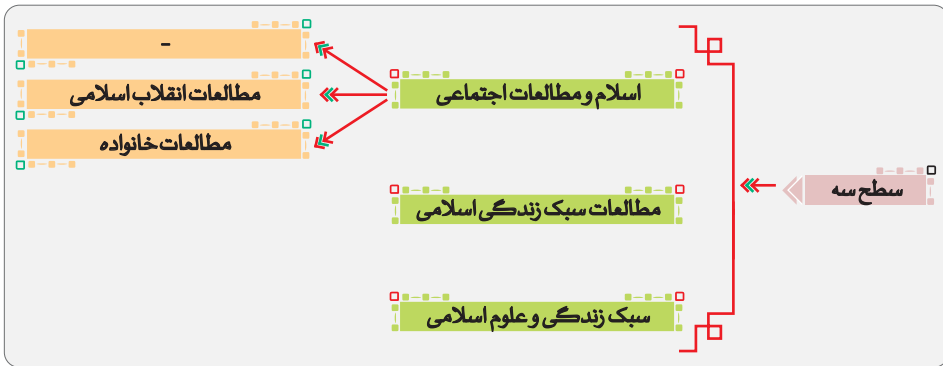 سطح سه
اسلام و مطالعات اجتماعی
-
مطالعات انقلاب اسلامی
مطالعات خانواده
مطالعات سبک زندگی اسلامی
سبک زندگی و علوم اسلامی